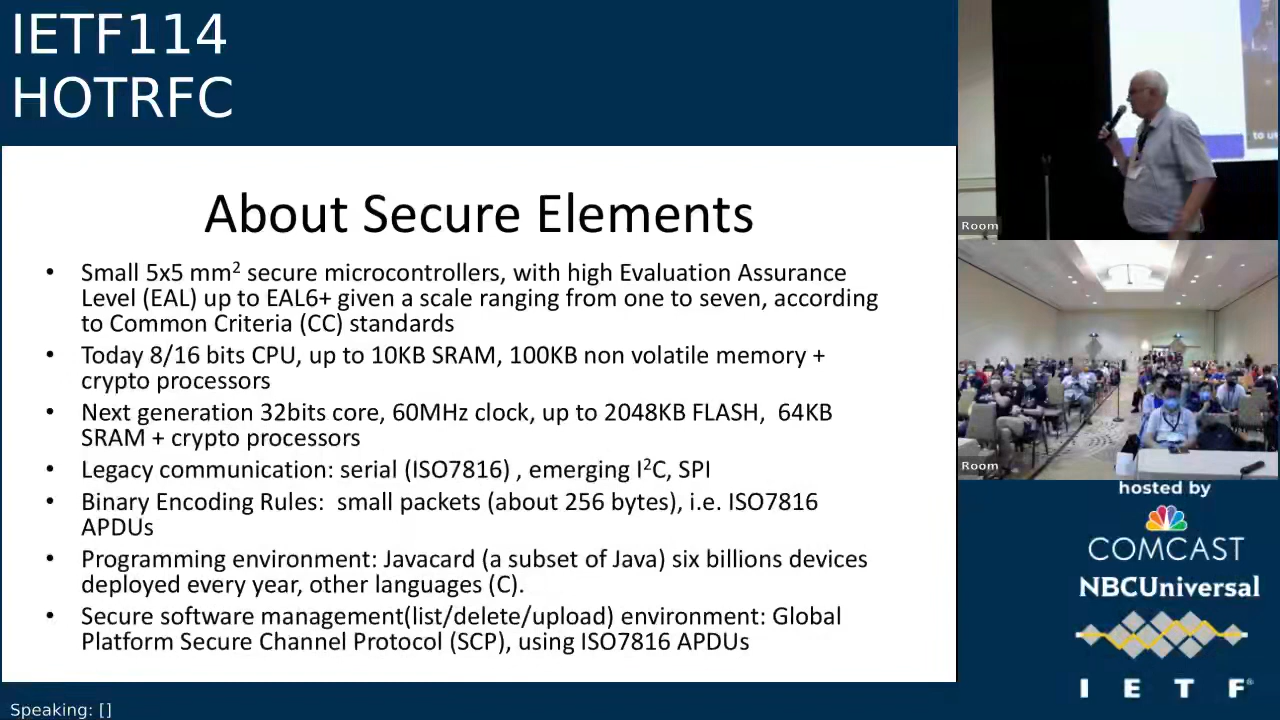 IETF114
HOTRFC
About Secure Elements
• Small 5x5 mm² secure microcontrollers, with high Evaluation Assurance
Level (EAL) up to EAL6+ given a scale ranging from one to seven, according
to Common Criteria (CC) standards
• Today 8/16 bits CPU, up to 10KB SRAM, 100KB non volatile memory +
crypto processors
• Next generation 32bits core, 60MHz clock, up to 2048KB FLASH,  64KB
SRAM + crypto processors
• Legacy communication: serial (ISO7816) , emerging I²C, SPI
• Binary Encoding Rules:  small packets (about 256 bytes), i.e. ISO7816
APDUs
• Programming environment: Javacard (a subset of Java) six billions devices
deployed every year, other languages (C).
• Secure software management(list/delete/upload) environment: Global
Platform Secure Channel Protocol (SCP), using ISO7816 APDUs
Speaking: []
to us
Room
Room
hosted by
COMCAST
NBCUniversal
I E T F®